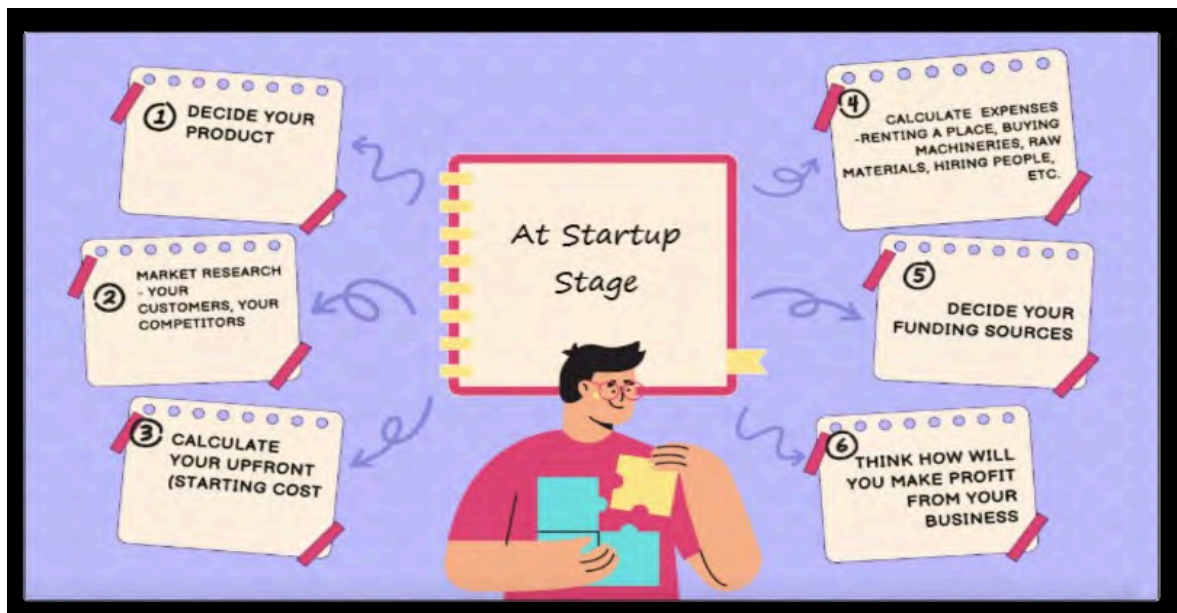 At Startup
Stage
1 DECIDE YOUR
PRODUCT
2 MARKET RESEARCH
- YOUR
CUSTOMERS, YOUR
COMPETITORS
3 CALCULATE
YOUR UPFRONT
(STARTING COST
4 CALCULATE EXPENSES
-RENTING A PLACE, BUYING
MACHINERIES, RAW
MATERIALS, HIRING PEOPLE,
ETC.
5 DECIDE YOUR
FUNDING SOURCES
6 THINK HOW WILL
YOU MAKE PROFIT
FROM YOUR
BUSINESS